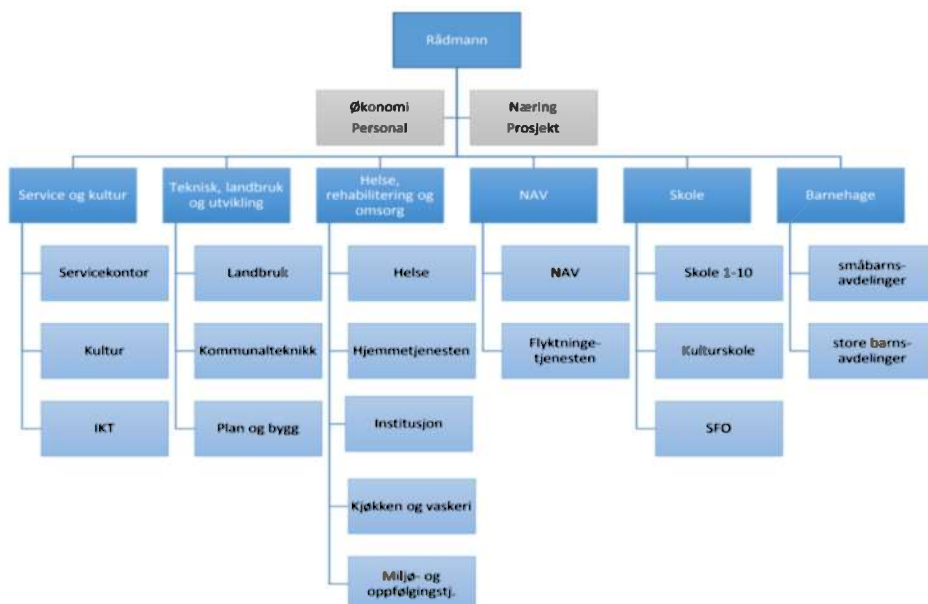 Rådmann
Økonomi
Personal
Næring
Prosjekt
Service og kultur
Teknisk, landbruk
og utvikling
Helse,
rehabilitering og
omsorg
NAV
Skole
Barnehage
Servicekontor
Landbruk
Helse
NAV
Skole 1-10
småbarns-
avdelinger
Kultur
Kommunalteknikk
Hjemmetjenesten
Flyktninge-
tjenesten
Kulturskole
store barns-
avdelinger
IKT
Plan og bygg
Institusjon
SFO
Kjøkken og vaskeri
Miljø- og
oppfølgingstj.